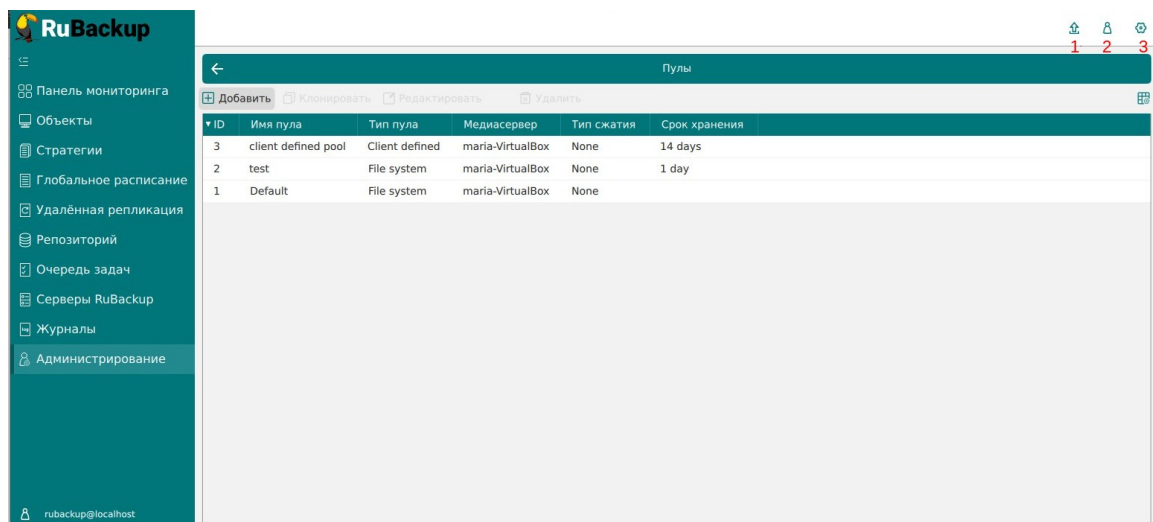 RuBackup
1 2 3
Пулы
Панель мониторинга
Объекты
Стратегии
Глобальное расписание
Удалённая репликация
Репозиторий
Очередь задач
Серверы RuBackup
Журналы
Администрирование
rubackup@localhost
Добавить Клонировать Редактировать Удалить
ID Имя пула Тип пула Медиасервер Тип сжатия Срок хранения
3 client defined pool Client defined maria-VirtualBox None 14 days
2 test File system maria-VirtualBox None 1 day
1 Default File system maria-VirtualBox None